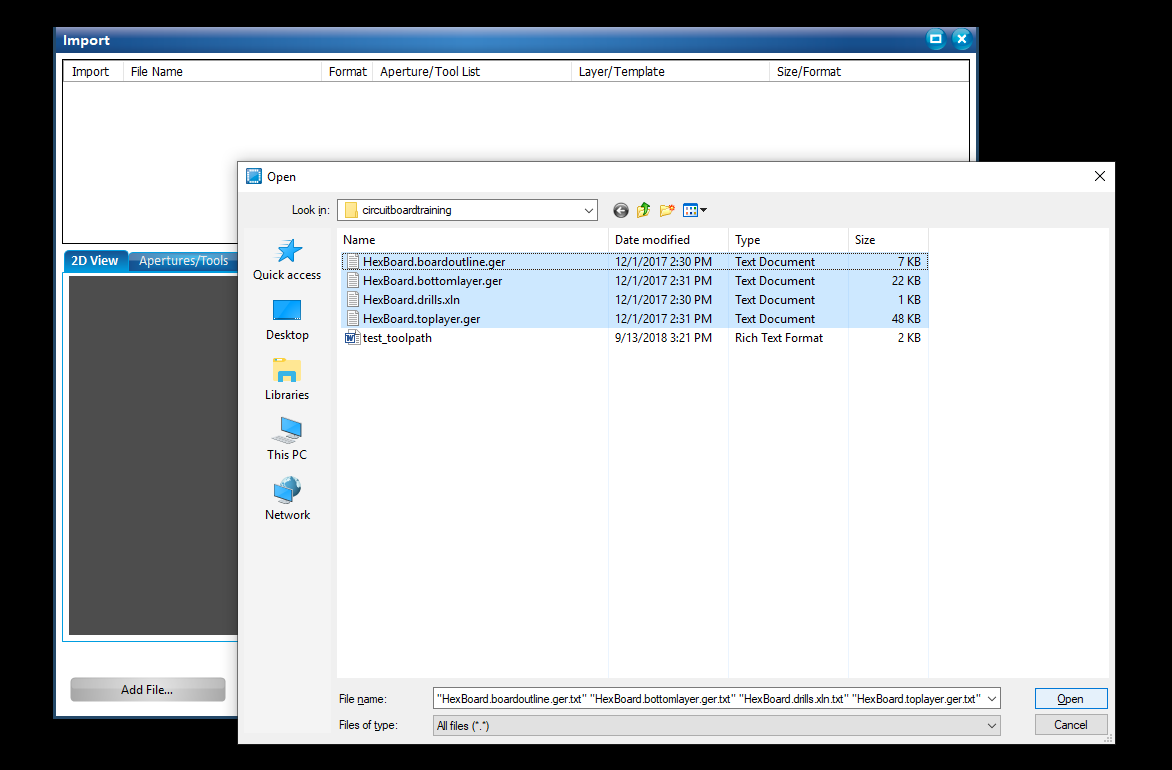 Import
Import File Name Format Aperture/Tool List Layer/Template Size/Format
Open
Look in: circuitboardtraining
Name Date modified Type Size
2D View Apertures/Tools
HexBoard.boardoutline.ger 12/1/2017 2:30 PM Text Document 7 KB
Quick access
HexBoard.bottomlayer.ger 12/1/2017 2:31 PM Text Document 22 KB
HexBoard.drills.xln 12/1/2017 2:30 PM Text Document 1 KB
HexBoard.toplayer.ger 12/1/2017 2:31 PM Text Document 48 KB
Desktop
test_toolpath 9/13/2018 3:21 PM Rich Text Format 2 KB
Libraries
This PC
Network
Add File...
File name: "HexBoard.boardoutline.ger.txt" "HexBoard.bottomlayer.ger.txt" "HexBoard.drills.xln.txt" "HexBoard.toplayer.ger.txt" Open
Files of type: All files (*.*) Cancel